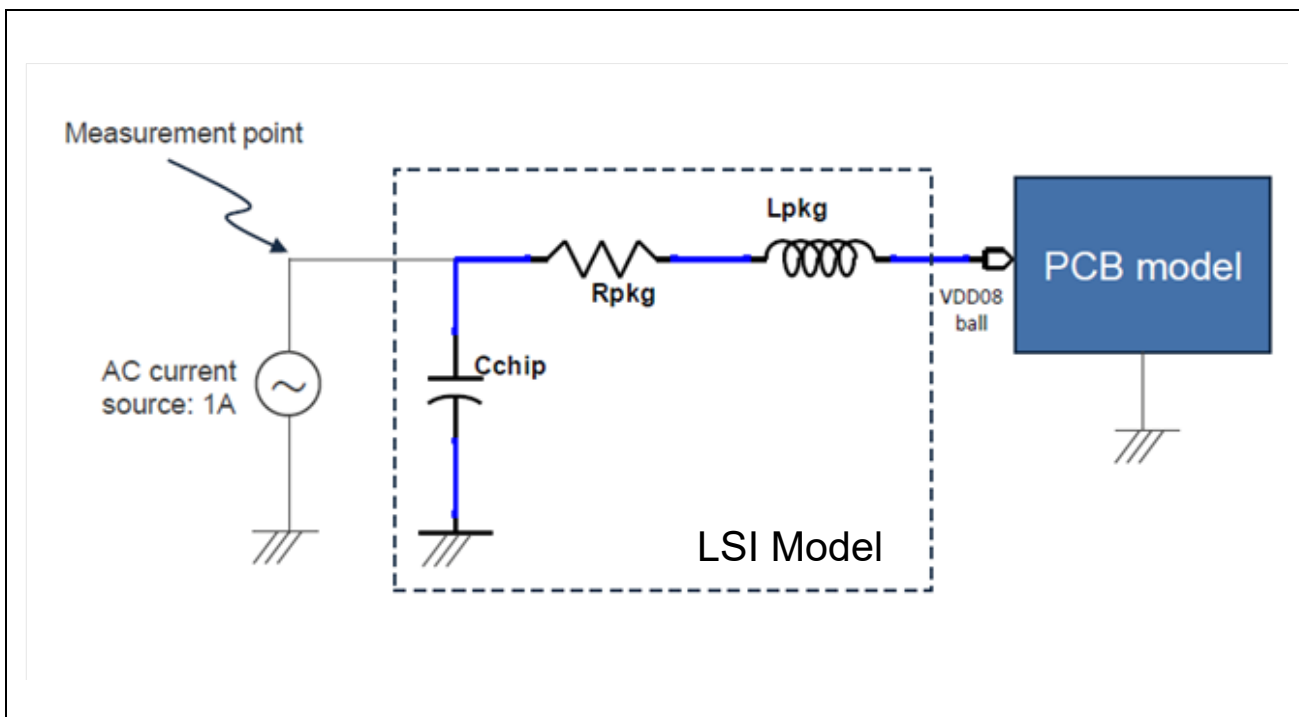 Measurement point
Lpkg
Rpkg
PCB model
VDD08
ball
Cchip
AC current
source: 1A
LSI Model